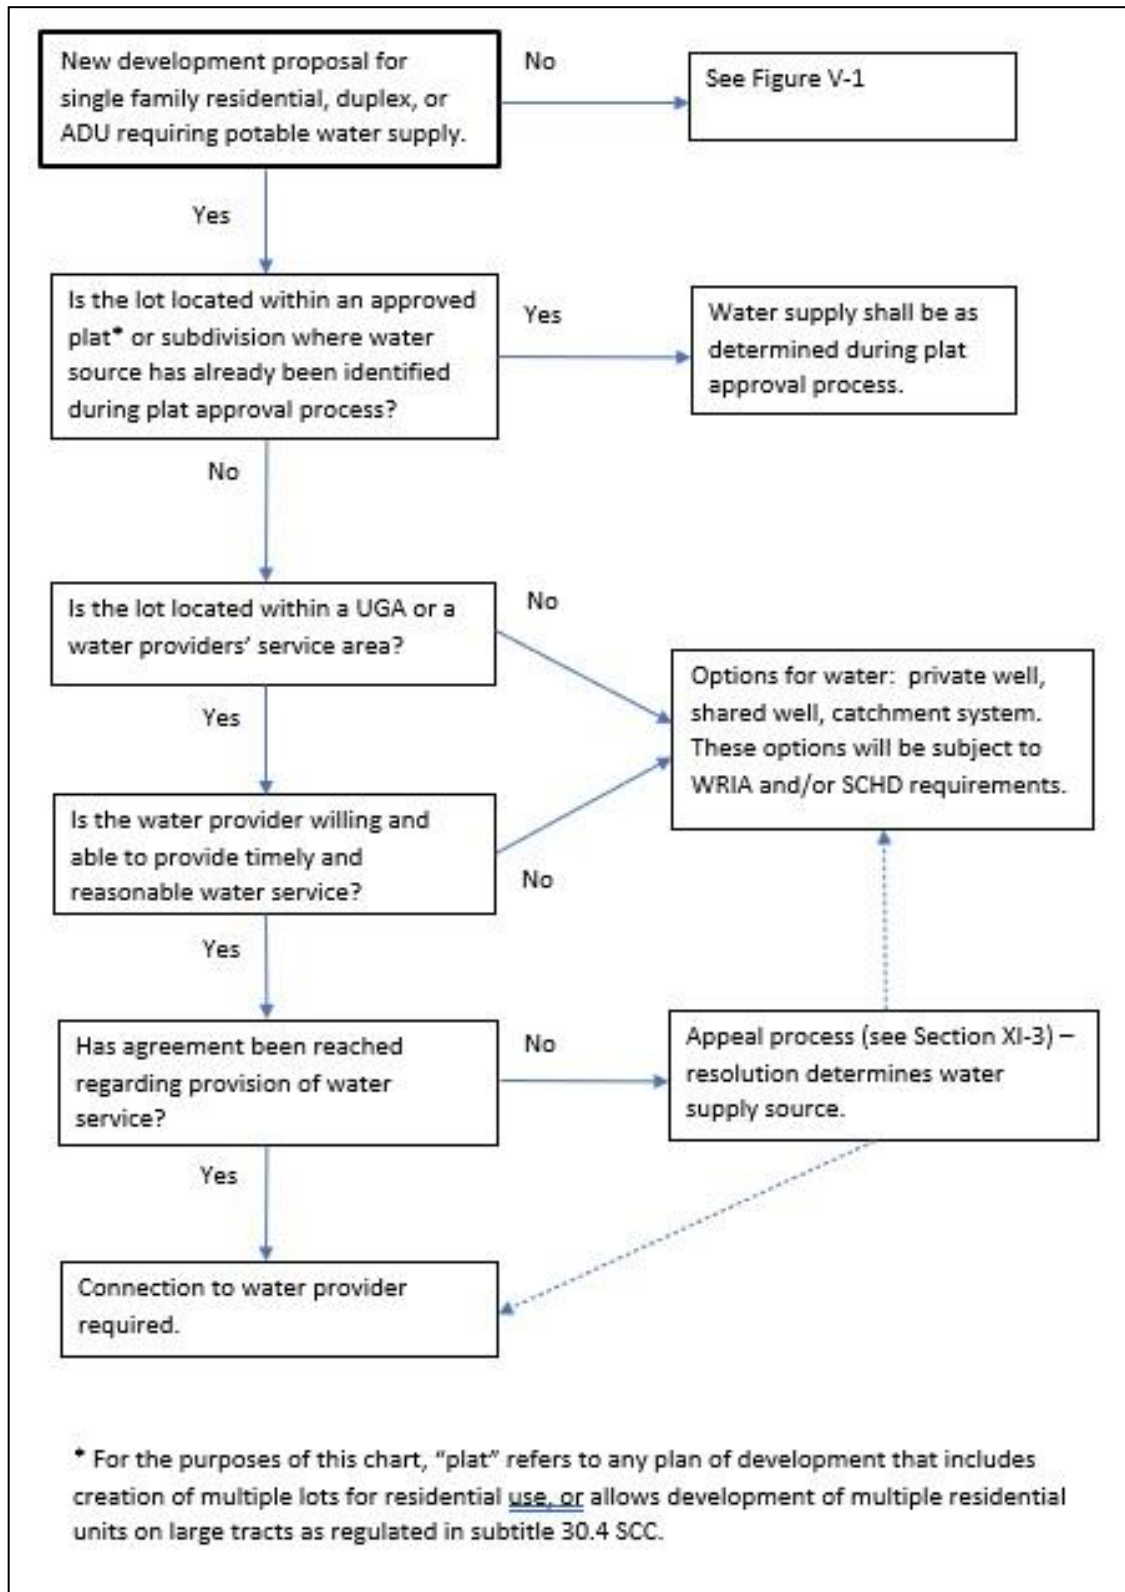 New development proposal for
single family residential, duplex, or
ADU requiring potable water supply.
No
See Figure V-1
Yes
Is the lot located within an approved
plat* or subdivision where water
source has already been identified
during plat approval process?
Yes
Water supply shall be as
determined during plat
approval process.
No
Is the lot located within a UGA or a
water providers’ service area?
No
Options for water: private well,
shared well, catchment system.
These options will be subject to
WRIA and/or SCHD requirements.
Yes
Is the water provider willing and
able to provide timely and
reasonable water service?
No
Yes
Has agreement been reached
regarding provision of water
service?
No
Appeal process (see Section XI-3) –
resolution determines water
supply source.
Yes
Connection to water provider
required.
* For the purposes of this chart, “plat” refers to any plan of development that includes
creation of multiple lots for residential use, or allows development of multiple residential
units on large tracts as regulated in subtitle 30.4 SCC.